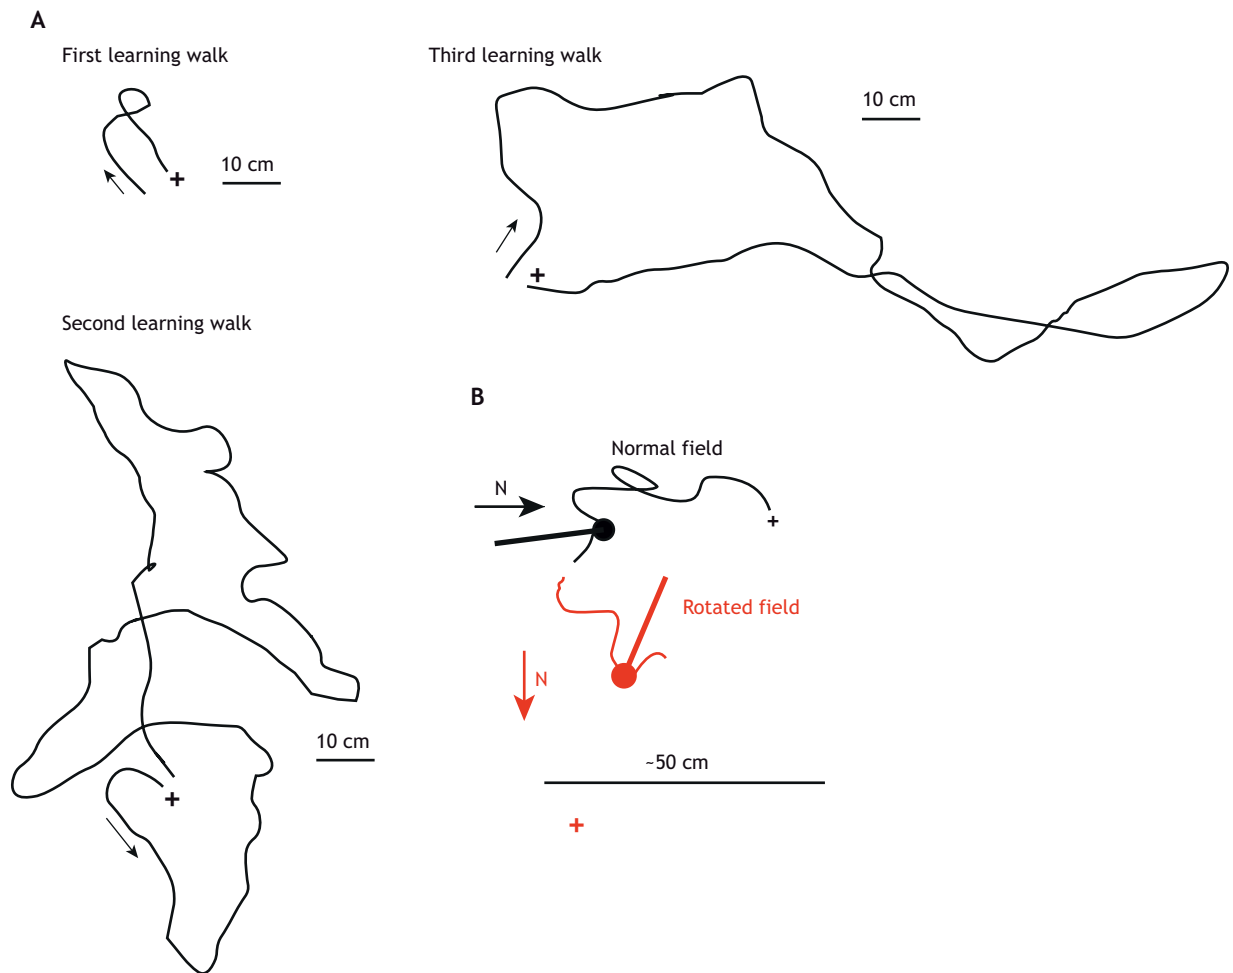 A
First learning walk
10 cm
Third learning walk
10 cm
Second learning walk
10 cm
B
Normal field
N
Rotated field
N
~50 cm